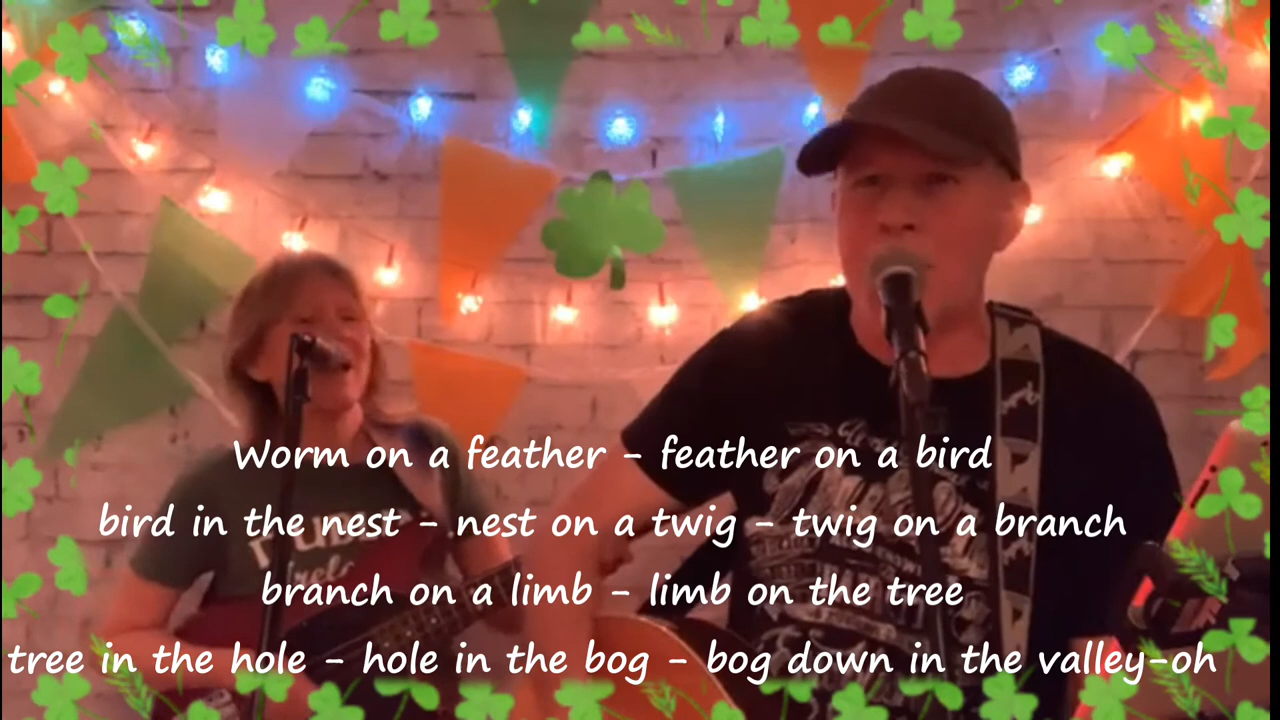 Worm on a feather - feather on a bird
bird in the nest - nest on a twig - twig on a branch
branch on a limb - limb on the tree
tree in the hole - hole in the bog - bog down in the valley-oh